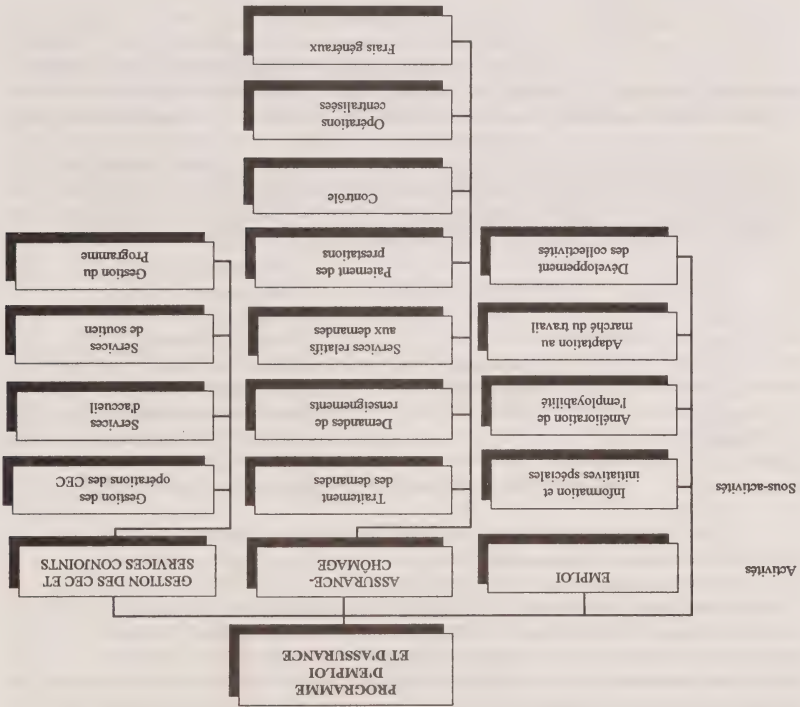 PROGRAMME
D'EMPLOI
ET D'ASSURANCE
Activités
EMPLOI
ASSURANCE-
CHÔMAGE
GESTION DES CEC ET
SERVICES CONJOINTS
Sous-activités
Information et
initiatives spéciales
Amélioration de
l'employabilité
Adaptation au
marché du travail
Développement
des collectivités
Traitement
des demandes
Demandes de
renseignements
Services relatifs
aux demandes
Paiement des
prestations
Contrôle
Opérations
centralisées
Frais généraux
Gestion des
opérations des CEC
Services
d'accueil
Services
de soutien
Gestion du
Programme